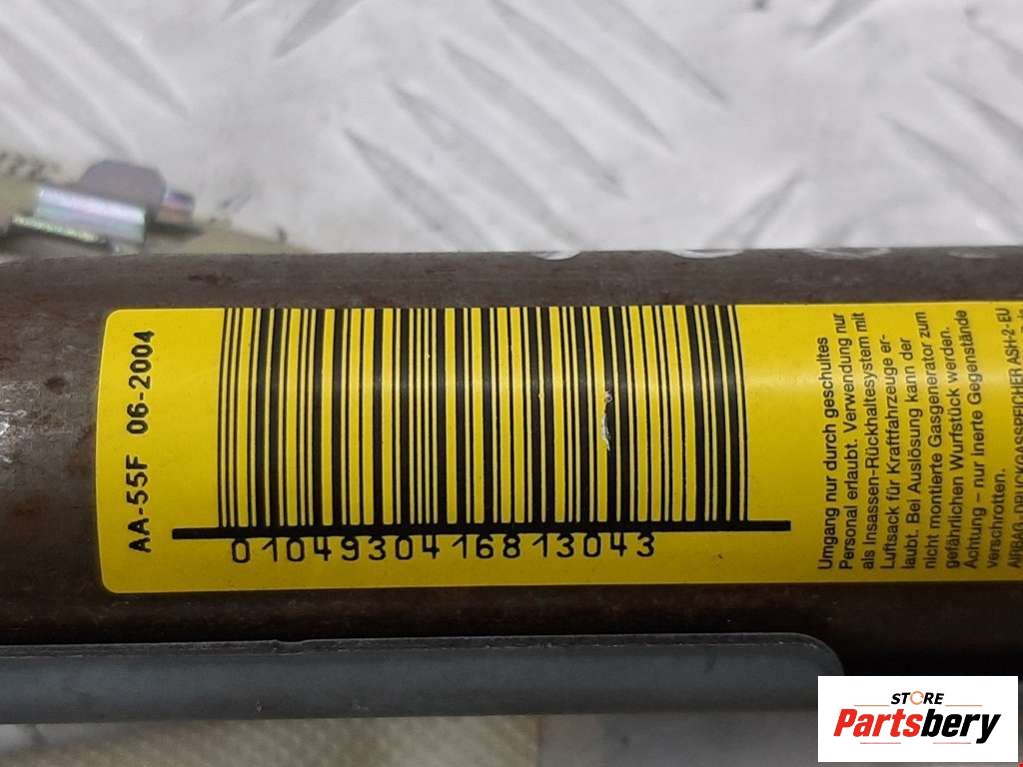 AA-55F 06-2004
0104930416813043
Umgang nur durch geschultes
Personal erlaubt. Verwendung nur
als Insassen-Rückhaltesystem mit
Luftsack für Kraftfahrzeuge er-
laubt. Bei Auslösung kann der
nicht montierte Gasgenerator zum
gefährlichen Wurfstück werden.
Achtung – nur inerte Gegenstände
verschrotten.
AIRBAG-DRUCKGASSPEICHER ASH-2-EU
STORE
Partsbery